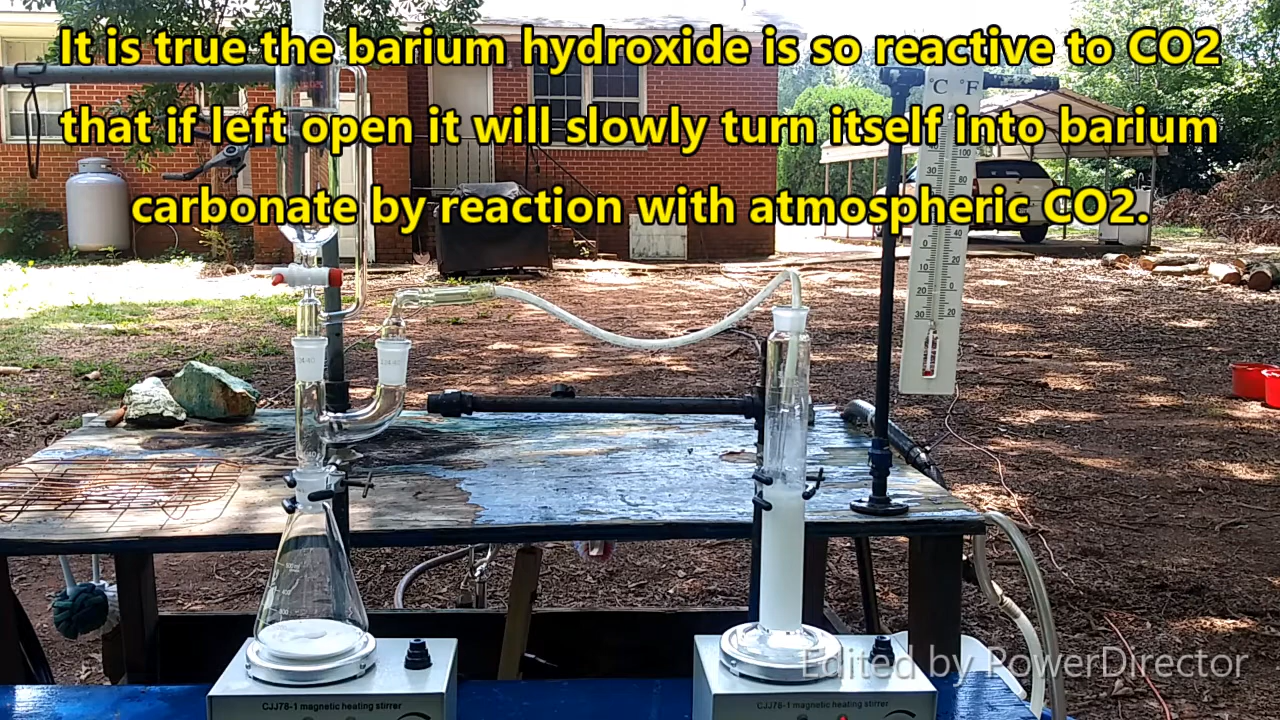 It is true the barium hydroxide is so reactive to CO2
that if left open it will slowly turn itself into barium
carbonate by reaction with atmospheric CO2.
C °F
Edited by PowerDirector
CJJ78-1 magnetic heating stirrer
CJJ78-1 magnetic heating stirrer